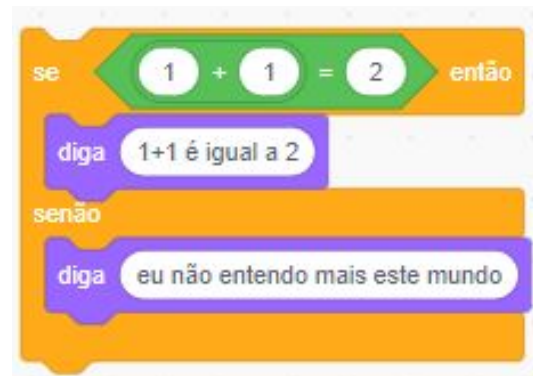 se 1 + 1 = 2 então
diga 1+1 é igual a 2
senão
diga eu não entendo mais este mundo